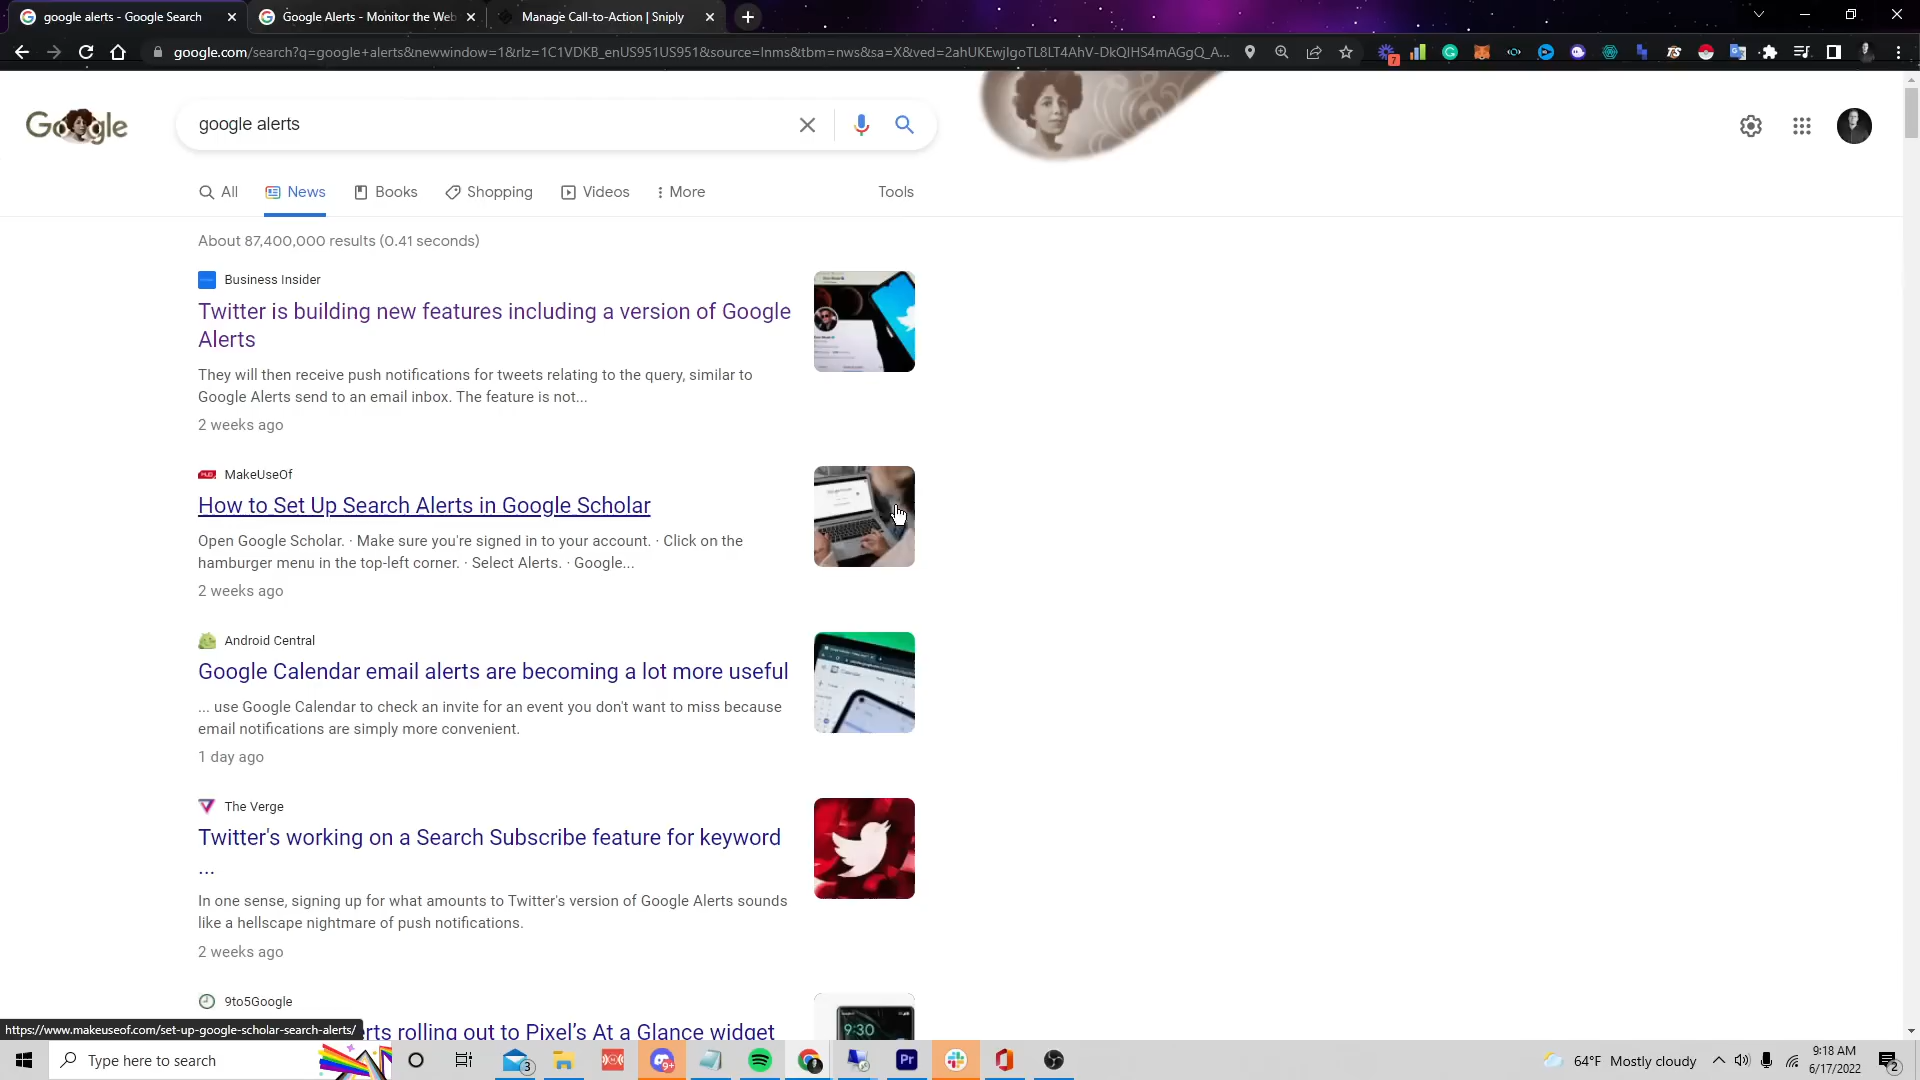 google alerts - Google Search
Google Alerts - Monitor the Web
Manage Call-to-Action | Sniply
google.com/search?q=google+alerts&newwindow=1&rlz=1C1VDKB_enUS951US951&source=lnms&tbm=nws&sa=X&ved=2ahUKEwjIgoTL8LT4AhV-DkQIHS4mAGgQ_A...
7
Google
google alerts
All
News
Books
Shopping
Videos
More
Tools
About 87,400,000 results (0.41 seconds)
Business Insider
Twitter is building new features including a version of Google
Alerts
They will then receive push notifications for tweets relating to the query, similar to
Google Alerts send to an email inbox. The feature is not...
2 weeks ago
MakeUseOf
How to Set Up Search Alerts in Google Scholar
Open Google Scholar. · Make sure you're signed in to your account. · Click on the
hamburger menu in the top-left corner. · Select Alerts. · Google...
2 weeks ago
Android Central
Google Calendar email alerts are becoming a lot more useful
... use Google Calendar to check an invite for an event you don't want to miss because
email notifications are simply more convenient.
1 day ago
The Verge
Twitter's working on a Search Subscribe feature for keyword
...
In one sense, signing up for what amounts to Twitter's version of Google Alerts sounds
like a hellscape nightmare of push notifications.
2 weeks ago
9to5Google
erts rolling out to Pixel's At a Glance widget
9:30
https://www.makeuseof.com/set-up-google-scholar-search-alerts/
Type here to search
3
9+
Pr
64°F Mostly cloudy
9:18 AM
6/17/2022
2